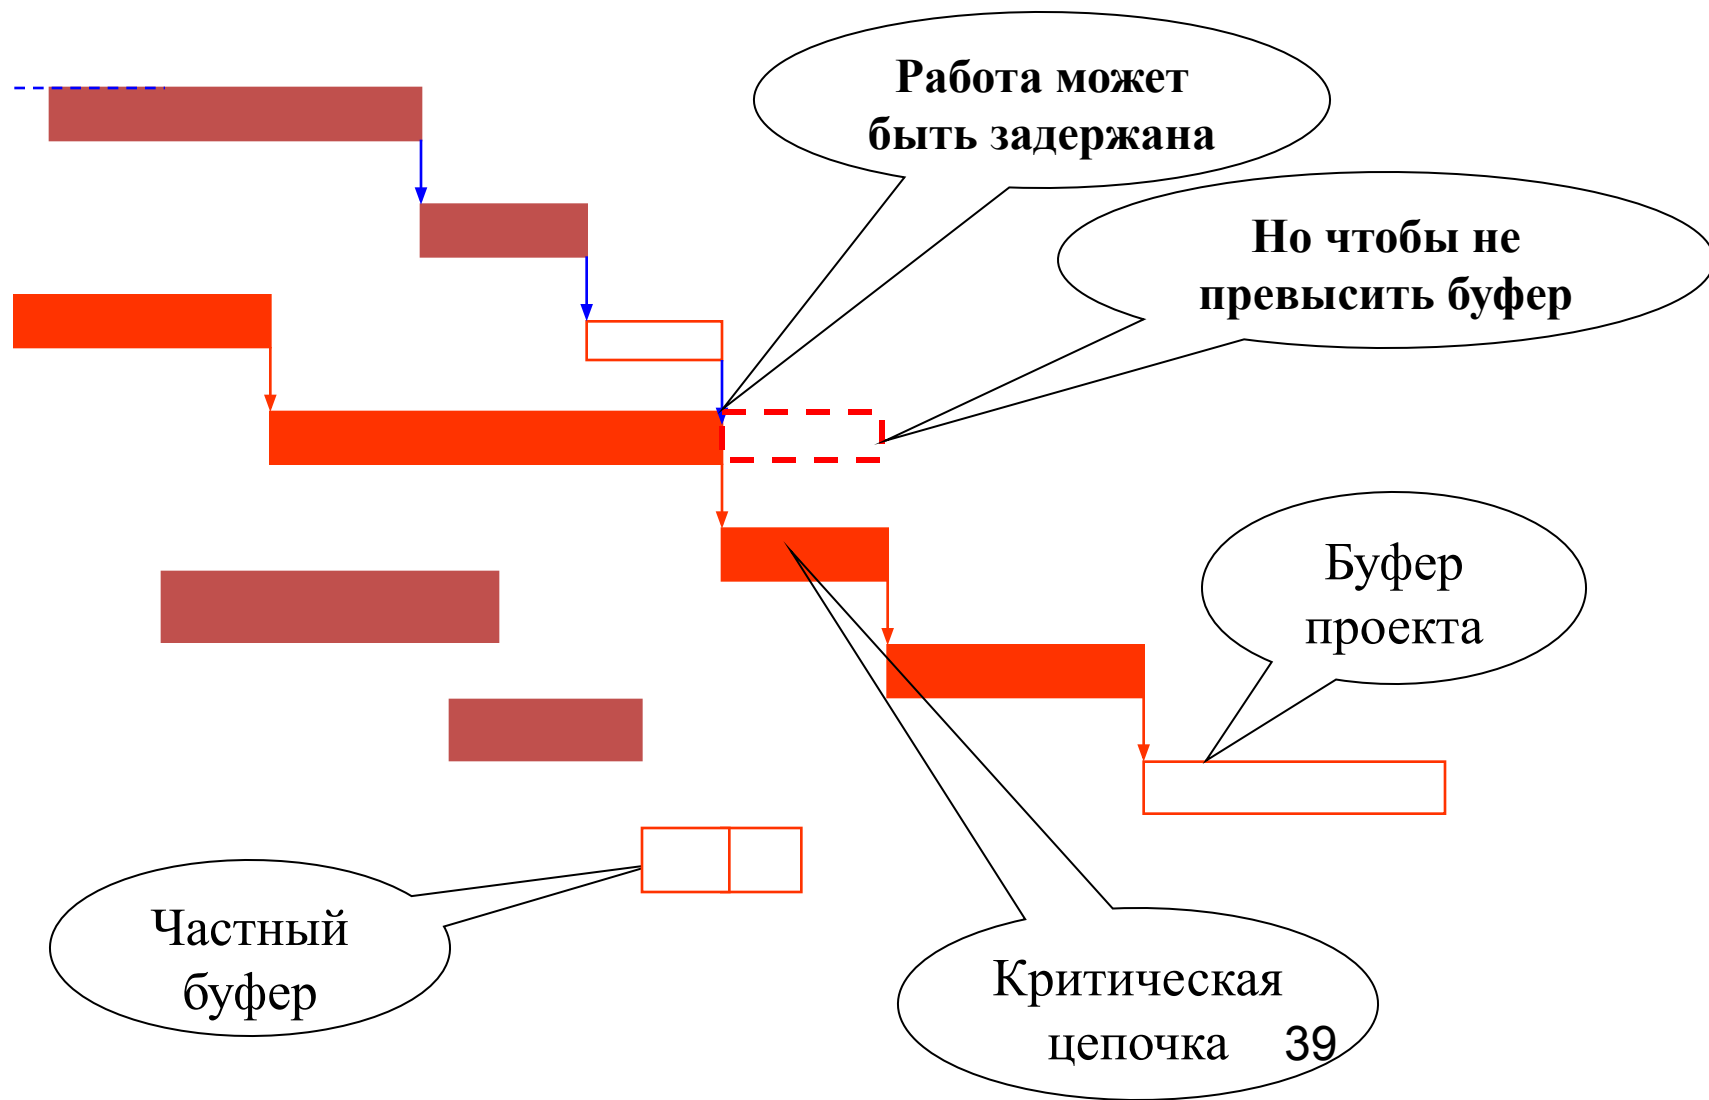 Работа может
быть задержана
Но чтобы не
превысить буфер
Буфер
проекта
Частный
буфер
Критическая
цепочка
39